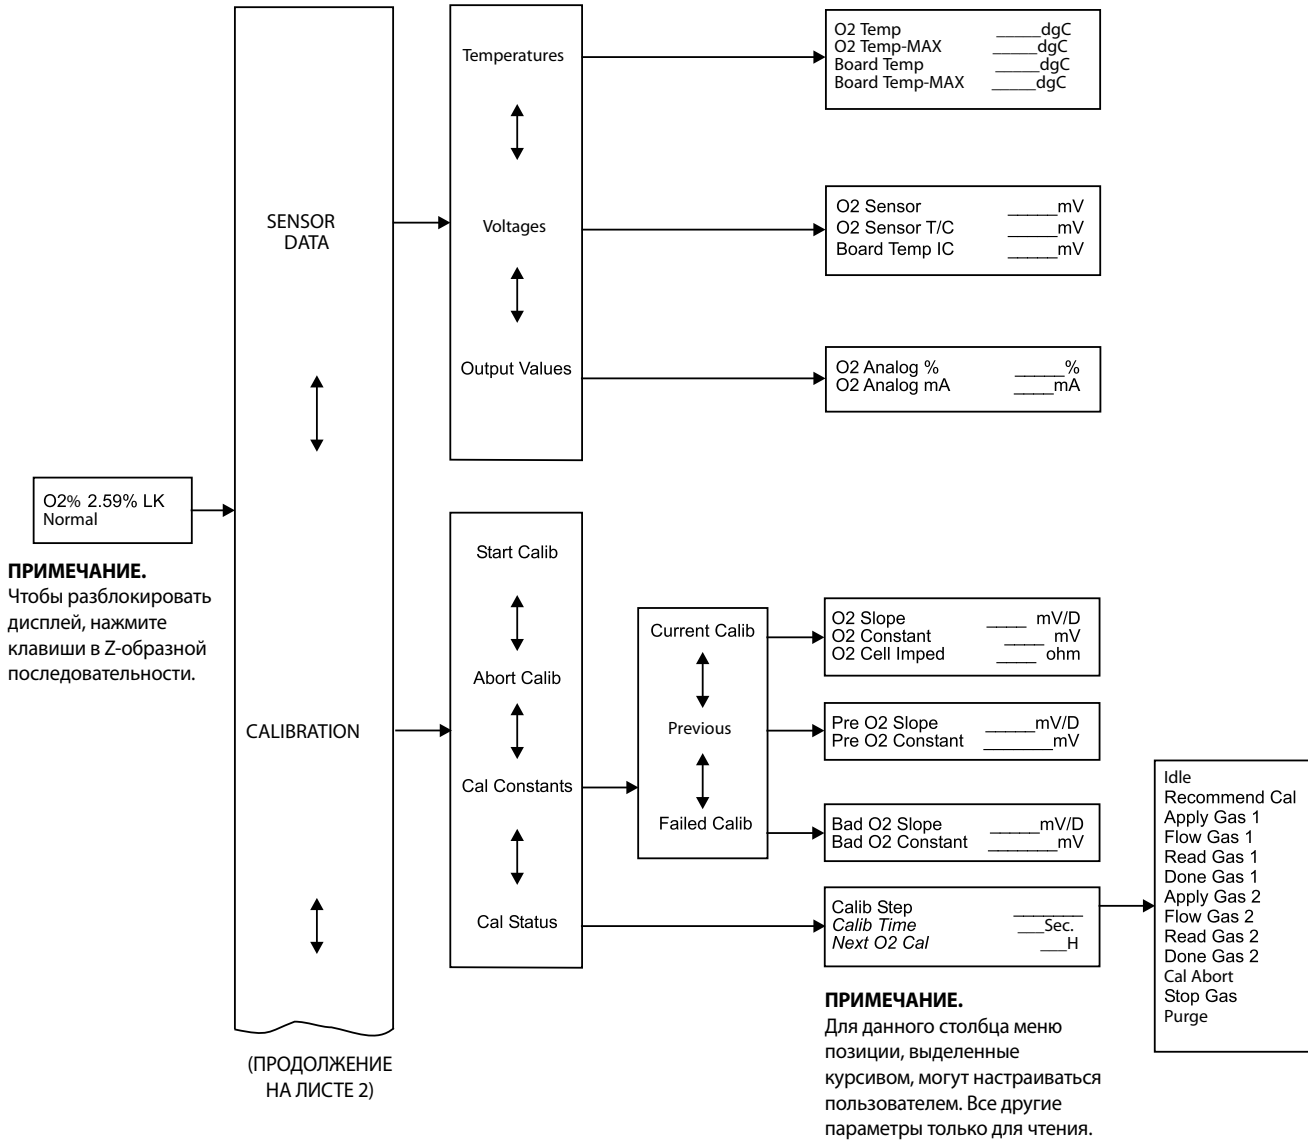 O2% 2.59% LK
Normal
ПРИМЕЧАНИЕ.
Чтобы разблокировать
дисплей, нажмите
клавиши в Z-образной
последовательности.
SENSOR
DATA
CALIBRATION
(ПРОДОЛЖЕНИЕ
НА ЛИСТЕ 2)
Temperatures
Voltages
Output Values
O2 Temp _____dgC
O2 Temp-MAX _____dgC
Board Temp _____dgC
Board Temp-MAX _____dgC
O2 Sensor _____mV
O2 Sensor T/C _____mV
Board Temp IC _____mV
O2 Analog % _____%
O2 Analog mA ____mA
Start Calib
Abort Calib
Cal Constants
Cal Status
Current Calib
Previous
Failed Calib
O2 Slope ____ mV/D
O2 Constant ____ mV
O2 Cell Imped ____ ohm
Pre O2 Slope _____mV/D
Pre O2 Constant _______mV
Bad O2 Slope _____mV/D
Bad O2 Constant _______mV
Calib Step _______
Calib Time ___Sec.
Next O2 Cal ___H
ПРИМЕЧАНИЕ.
Для данного столбца меню
позиции, выделенные
курсивом, могут настраиваться
пользователем. Все другие
параметры только для чтения.
Idle
Recommend Cal
Apply Gas 1
Flow Gas 1
Read Gas 1
Done Gas 1
Apply Gas 2
Flow Gas 2
Read Gas 2
Done Gas 2
Cal Abort
Stop Gas
Purge